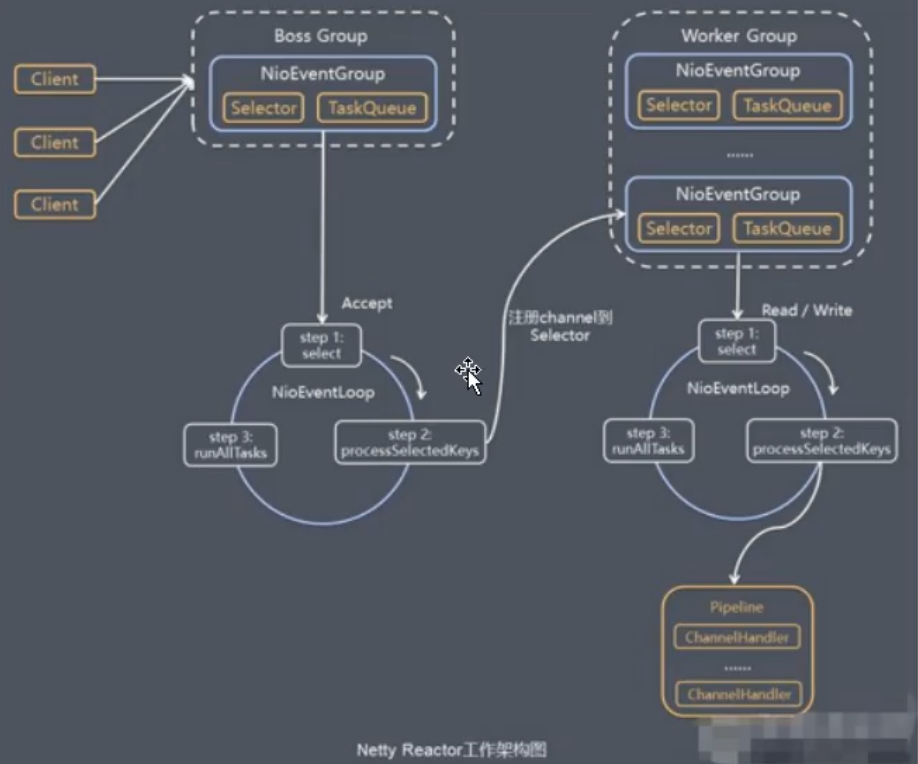 Boss Group
NioEventGroup
Selector
TaskQueue
Client
Client
Client
Worker Group
NioEventGroup
Selector
TaskQueue
......
NioEventGroup
Selector
TaskQueue
Accept
step 1:
select
NioEventLoop
step 2:
processSelectedKeys
step 3:
runAllTasks
注册channel到
Selector
Read / Write
step 1:
select
NioEventLoop
step 2:
processSelectedKeys
step 3:
runAllTasks
Pipeline
ChannelHandler
......
ChannelHandler
Netty Reactor工作架构图